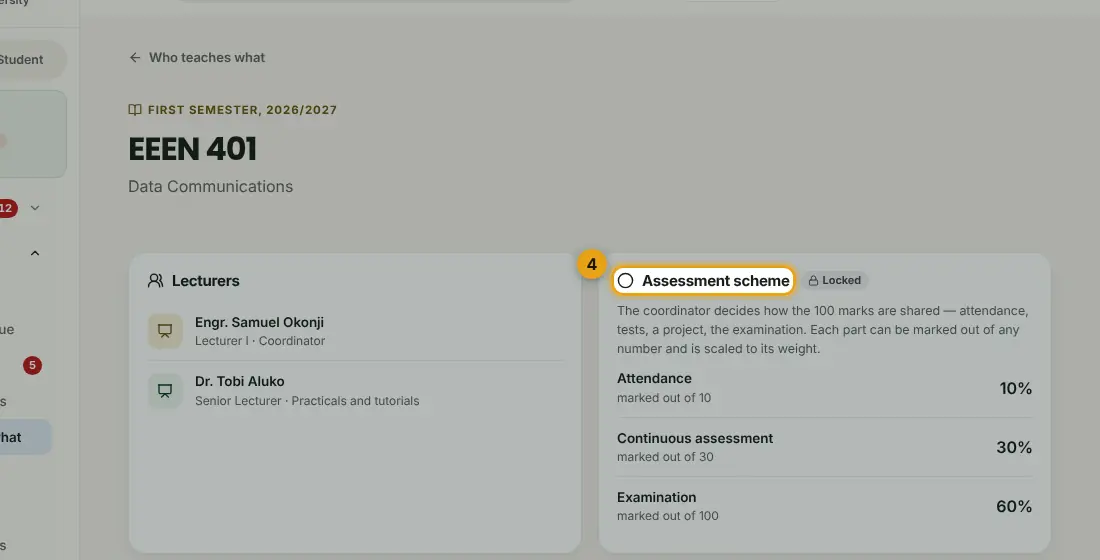 ersity
Student
12
ue
5
s
hat
s
Who teaches what
FIRST SEMESTER, 2026/2027
EEEN 401
Data Communications
Lecturers
Engr. Samuel Okonji
Lecturer I · Coordinator
Dr. Tobi Aluko
Senior Lecturer · Practicals and tutorials
4
Assessment scheme
Locked
The coordinator decides how the 100 marks are shared — attendance,
tests, a project, the examination. Each part can be marked out of any
number and is scaled to its weight.
Attendance
10%
marked out of 10
Continuous assessment
30%
marked out of 30
Examination
60%
marked out of 100